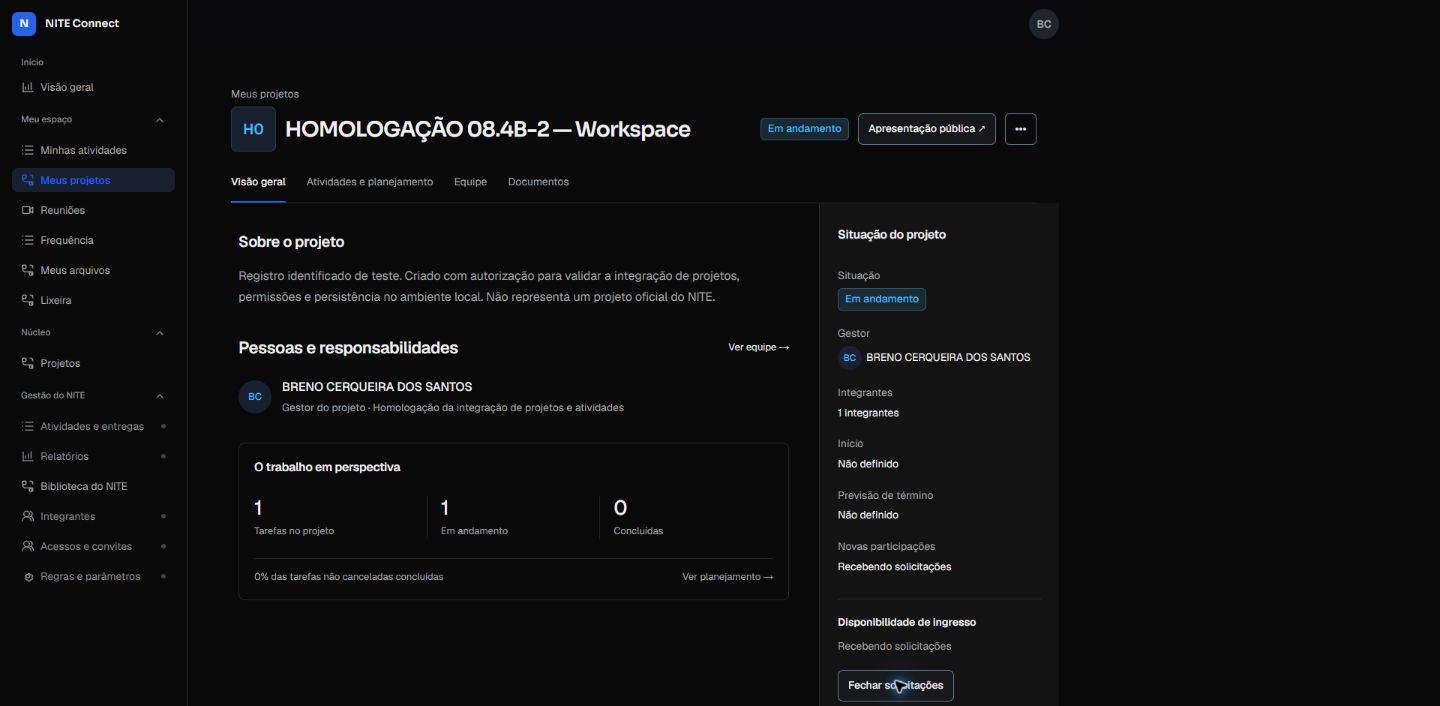 N NITE Connect
BC
Início
Visão geral
Meu espaço
Minhas atividades
Meus projetos
Reuniões
Frequência
Meus arquivos
Lixeira
Núcleo
Projetos
Gestão do NITE
Atividades e entregas
Relatórios
Biblioteca do NITE
Integrantes
Acessos e convites
Regras e parâmetros
Meus projetos
HO HOMOLOGAÇÃO 08.4B-2 — Workspace
Em andamento
Apresentação pública ↗
•••
Visão geral Atividades e planejamento Equipe Documentos
Sobre o projeto
Registro identificado de teste. Criado com autorização para validar a integração de projetos,
permissões e persistência no ambiente local. Não representa um projeto oficial do NITE.
Pessoas e responsabilidades
Ver equipe →
BC
BRENO CERQUEIRA DOS SANTOS
Gestor do projeto · Homologação da integração de projetos e atividades
O trabalho em perspectiva
1
Tarefas no projeto
1
Em andamento
0
Concluídas
0% das tarefas não canceladas concluídas
Ver planejamento →
Situação do projeto
Situação
Em andamento
Gestor
BC BRENO CERQUEIRA DOS SANTOS
Integrantes
1 integrantes
Início
Não definido
Previsão de término
Não definido
Novas participações
Recebendo solicitações
Disponibilidade de ingresso
Recebendo solicitações
Fechar solicitações